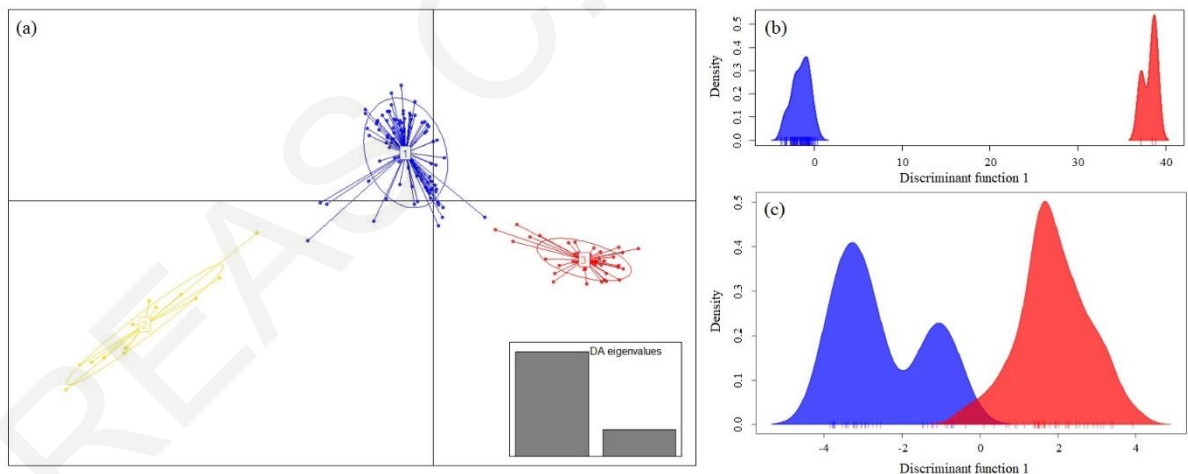 (a)
1
2
3
DA eigenvalues
(b)
Density
0.0 0.1 0.2 0.3 0.4 0.5
0 10 20 30 40
Discriminant function 1
(c)
Density
0.0 0.1 0.2 0.3 0.4 0.5
-4 -2 0 2 4
Discriminant function 1
REAS C